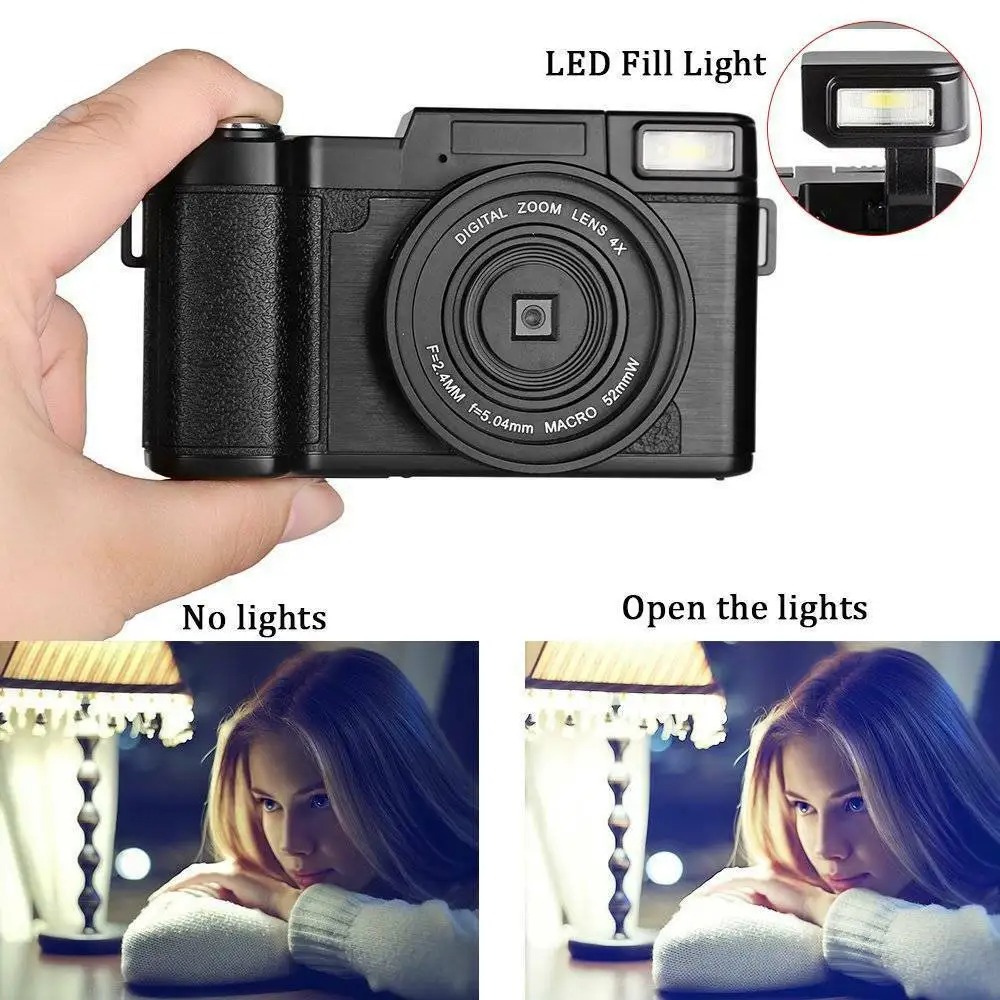 LED Fill Light
DIGITAL ZOOM LENS 4X
F=2.4MM f=5.04mm MACRO 52mmW
No lights
Open the lights